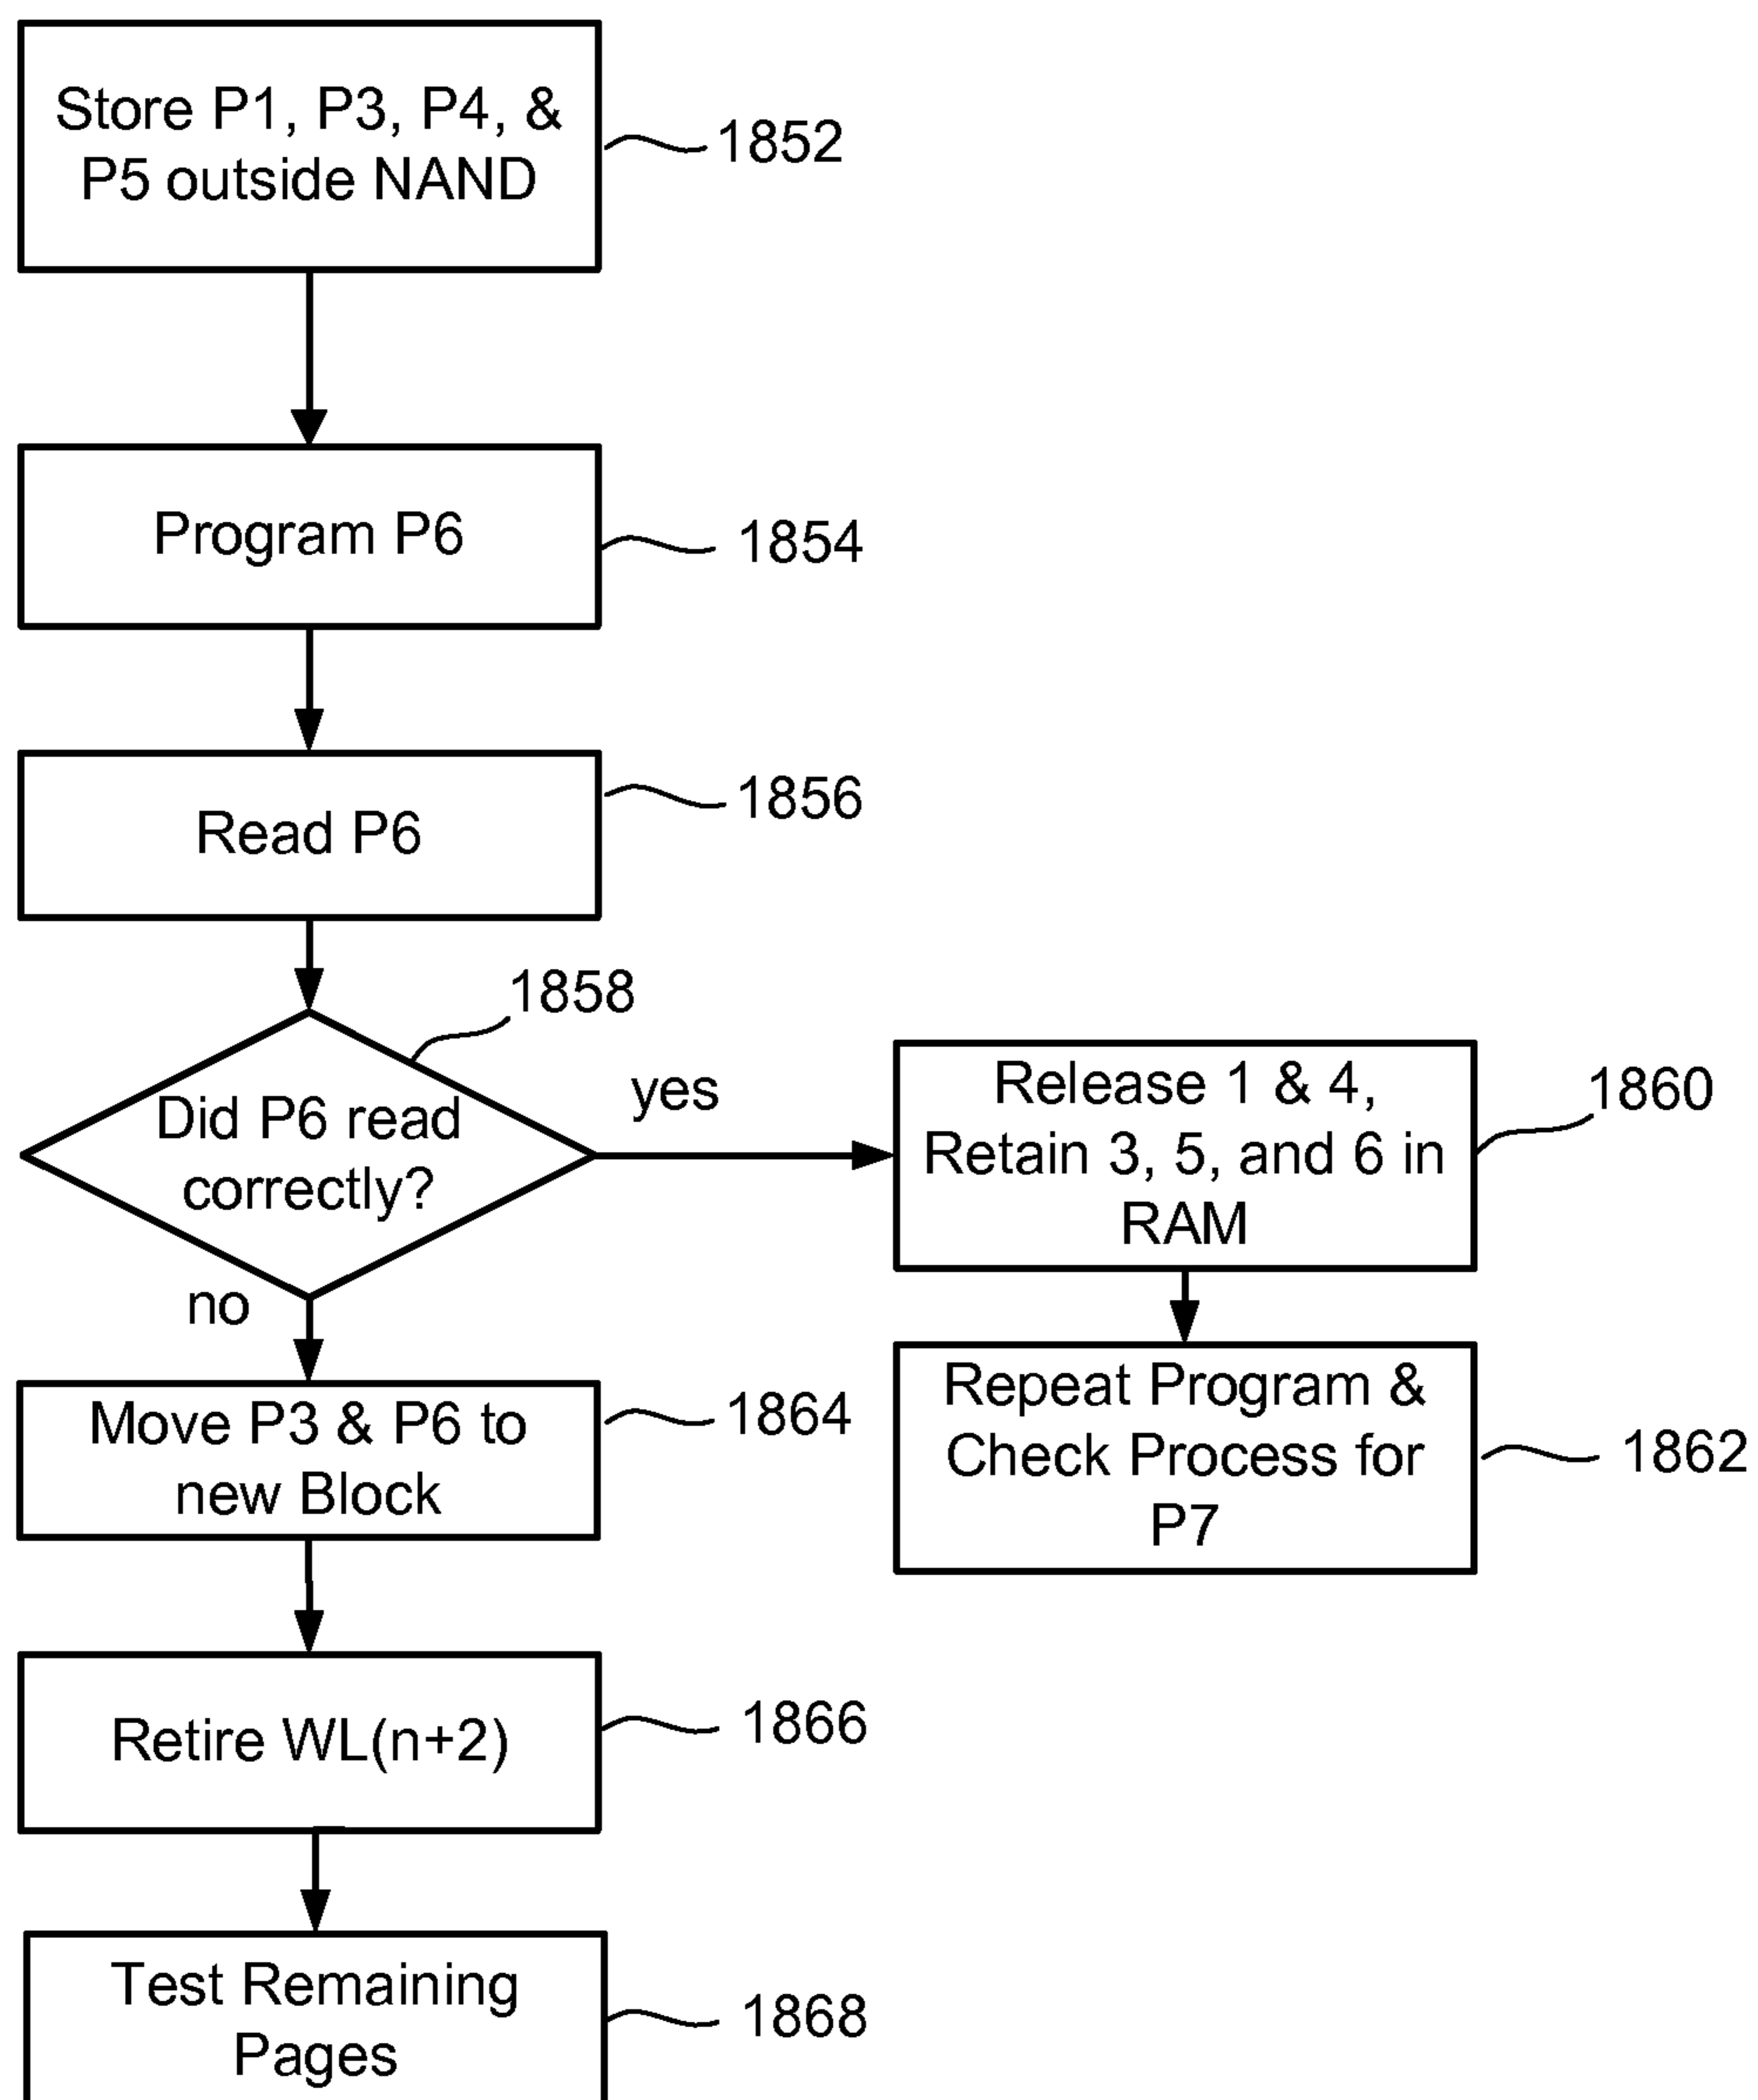 Store P1, P3, P4, &
P5 outside NAND
1852
Program P6
1854
Read P6
1856
1858
Did P6 read
correctly?
yes
no
Release 1 & 4,
Retain 3, 5, and 6 in
RAM
1860
Repeat Program &
Check Process for
P7
1862
Move P3 & P6 to
new Block
1864
Retire WL(n+2)
1866
Test Remaining
Pages
1868